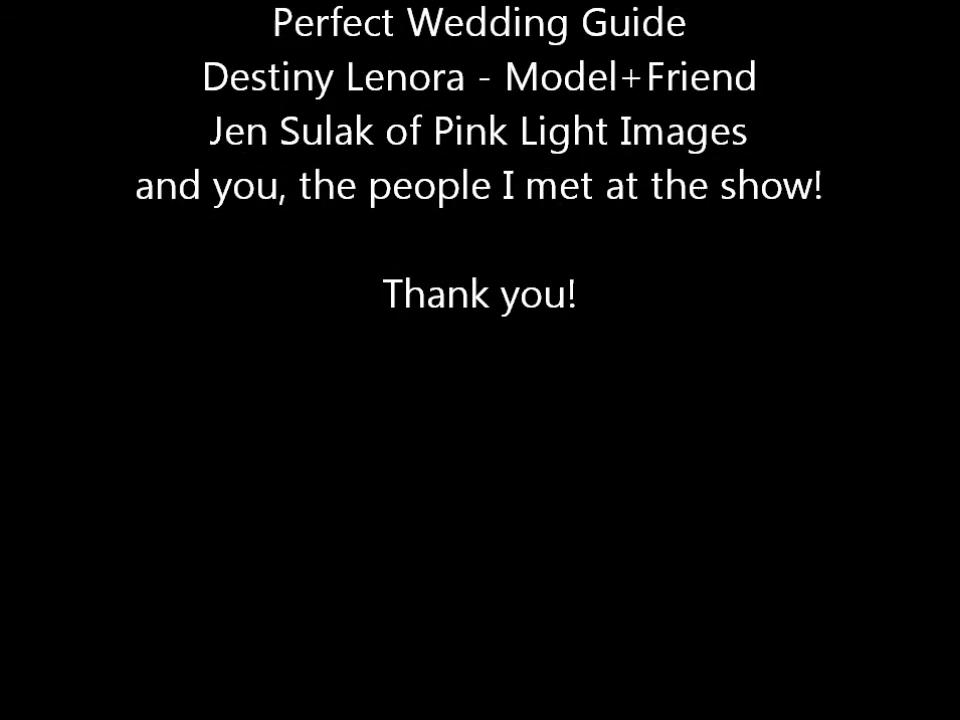 Perfect Wedding Guide
Destiny Lenora - Model+Friend
Jen Sulak of Pink Light Images
and you, the people I met at the show!
Thank you!